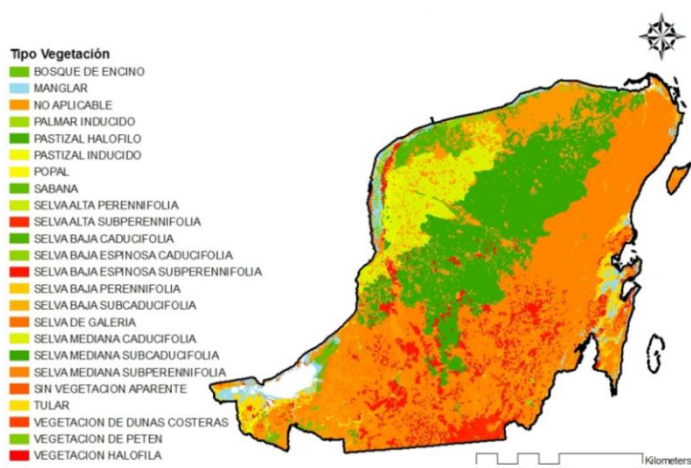 Tipo Vegetación
BOSQUE DE ENCINO
MANGLAR
NO APLICABLE
PALMAR INDUCIDO
PASTIZAL HALOFILO
PASTIZAL INDUCIDO
POPAL
SABANA
SELVA ALTA PERENNIFOLIA
SELVA ALTA SUBPERENNIFOLIA
SELVA BAJA CADUCIFOLIA
SELVA BAJA ESPINOSA CADUCIFOLIA
SELVA BAJA ESPINOSA SUBPERENNIFOLIA
SELVA BAJA PERENNIFOLIA
SELVA BAJA SUBCADUCIFOLIA
SELVA DE GALERIA
SELVA MEDIANA CADUCIFOLIA
SELVA MEDIANA SUBCADUCIFOLIA
SELVA MEDIANA SUBPERENNIFOLIA
SIN VEGETACION APARENTE
TULAR
VEGETACION DE DUNAS COSTERAS
VEGETACION DE PETEN
VEGETACION HALOFILA
Kilometers